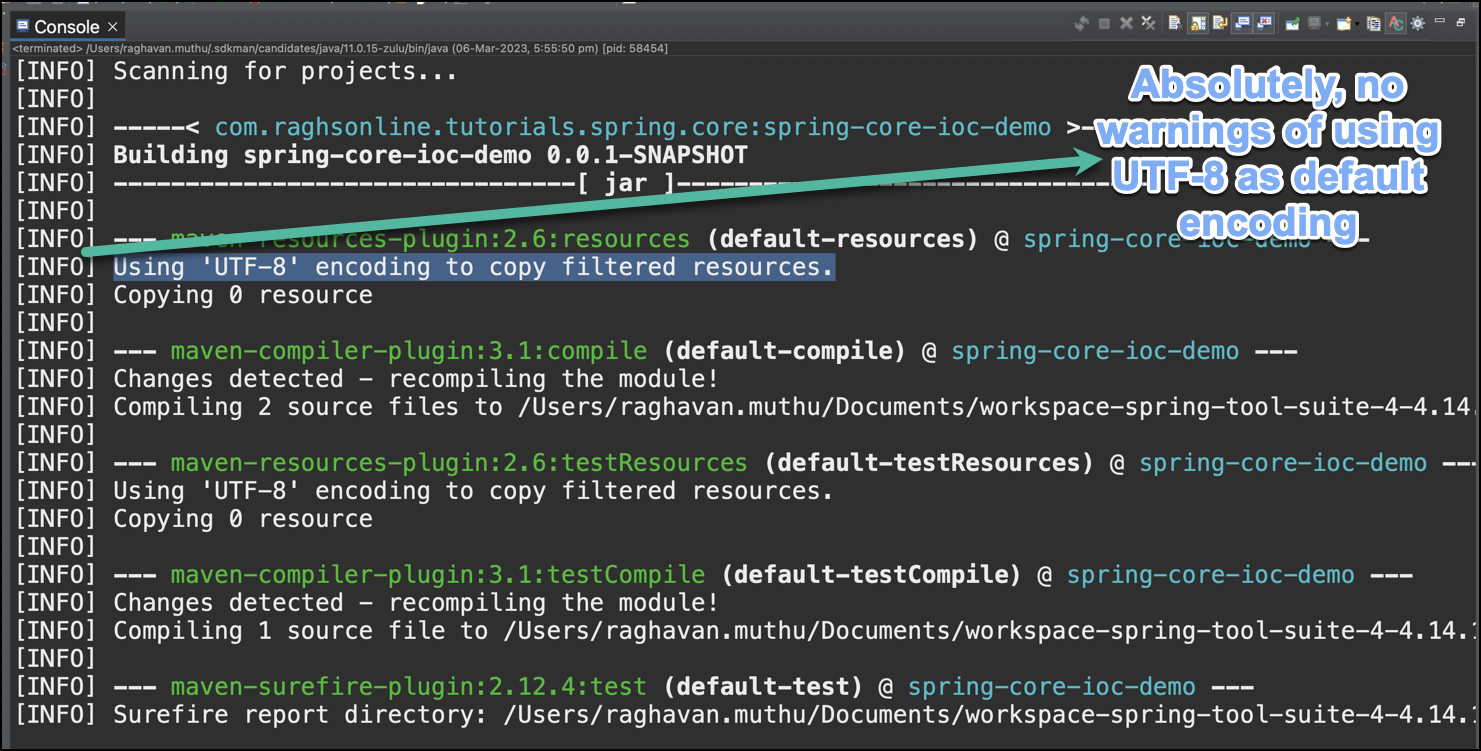 Console
<terminated> /Users/raghavan.muthu/.sdkman/candidates/java/11.0.15-zulu/bin/java (06-Mar-2023, 5:55:50 pm) [pid: 58454]
[INFO] Scanning for projects...
[INFO]
[INFO] -----< com.raghsonline.tutorials.spring.core:spring-core-ioc-demo >-
[INFO] Building spring-core-ioc-demo 0.0.1-SNAPSHOT
[INFO] --------------------------------[ jar ]---------------------------------
[INFO]
[INFO] --- maven-resources-plugin:2.6:resources (default-resources) @ spring-core-ioc-demo ---
[INFO] Using 'UTF-8' encoding to copy filtered resources.
[INFO] Copying 0 resource
[INFO]
[INFO] --- maven-compiler-plugin:3.1:compile (default-compile) @ spring-core-ioc-demo ---
[INFO] Changes detected - recompiling the module!
[INFO] Compiling 2 source files to /Users/raghavan.muthu/Documents/workspace-spring-tool-suite-4-4.14.
[INFO]
[INFO] --- maven-resources-plugin:2.6:testResources (default-testResources) @ spring-core-ioc-demo ---
[INFO] Using 'UTF-8' encoding to copy filtered resources.
[INFO] Copying 0 resource
[INFO]
[INFO] --- maven-compiler-plugin:3.1:testCompile (default-testCompile) @ spring-core-ioc-demo ---
[INFO] Changes detected - recompiling the module!
[INFO] Compiling 1 source file to /Users/raghavan.muthu/Documents/workspace-spring-tool-suite-4-4.14.1
[INFO]
[INFO] --- maven-surefire-plugin:2.12.4:test (default-test) @ spring-core-ioc-demo ---
[INFO] Surefire report directory: /Users/raghavan.muthu/Documents/workspace-spring-tool-suite-4-4.14.1
Absolutely, no
warnings of using
UTF-8 as default
encoding